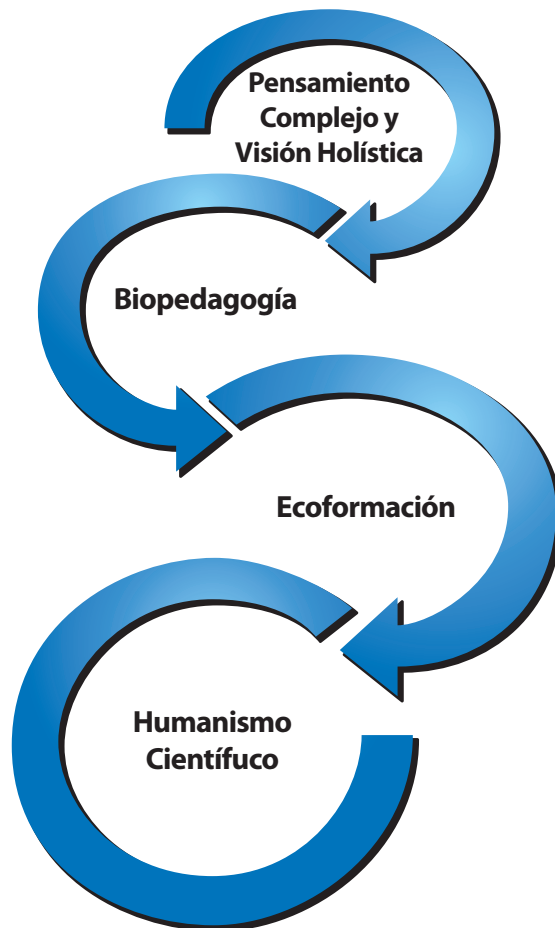 Pensamiento
Complejo y
Visión Holística
Biopedagogía
Ecoformación
Humanismo
Científuco